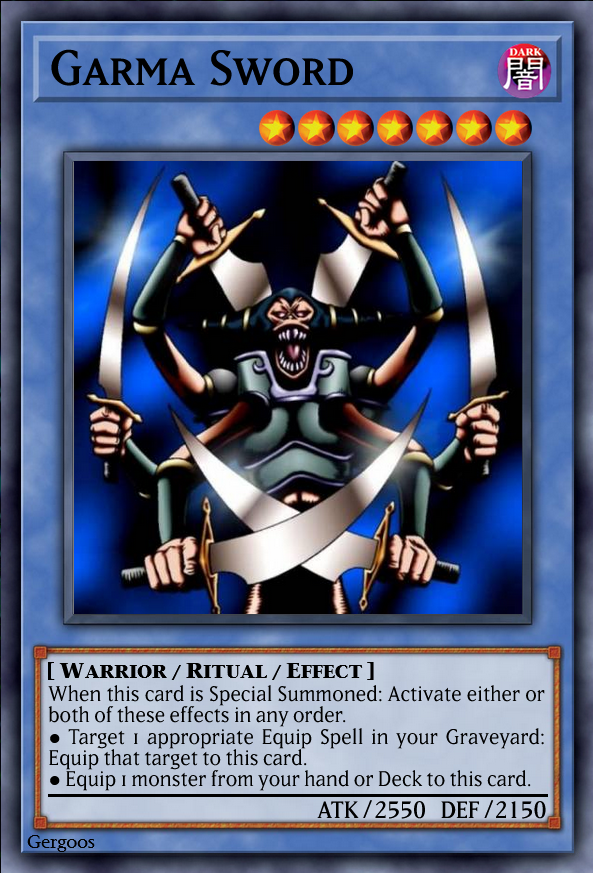 Garma Sword
DARK
闇
[ Warrior / Ritual / Effect ]
When this card is Special Summoned: Activate either or
both of these effects in any order.
● Target 1 appropriate Equip Spell in your Graveyard:
Equip that target to this card.
● Equip 1 monster from your hand or Deck to this card.
ATK/2550 DEF/2150
Gergoos